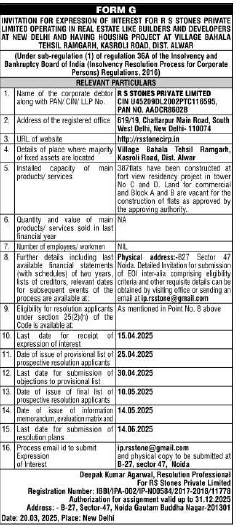 FORM G
INVITATION FOR EXPRESSION OF INTEREST FOR R S STONES PRIVATE
LIMITED OPERATING IN REAL ESTATE LIKE BUILDERS AND DEVELOPERS
AT NEW DELHI AND HAVING HOUSING PROJECT AT VILLAGE BAHALA
TEHSIL RAMGARH, KASROLI ROAD, DIST. ALWAR
(Under sub-regulation (1) of regulation 36A of the Insolvency and
Bankruptcy Board of India (Insolvency Resolution Process for Corporate
Persons) Regulations, 2016)
RELEVANT PARTICULARS
1. Name of the corporate debtor along with PAN/ CIN/ LLP No.
R S STONES PRIVATE LIMITED
CIN U45209DL2002PTC116595,
PAN NO. AADCR8602B
2. Address of the registered office
619/19, Chattarpur Main Road, South
West Delhi, New Delhi- 110074
3. URL of website
http://rsstonecirp.in
4. Details of place where majority of fixed assets are located
Village Bahala Tehsil Ramgarh,
Kasroli Road, Dist. Alwar
5. Installed capacity of main products/ services
387flats have been constructed at
fort view residency project in tower
No C and D. Land for commercial
and Block A and B are vacant for the
construction of flats as approved by
the approving authority.
6. Quantity and value of main products/ services sold in last financial year
NA
7. Number of employees/ workmen
NIL
8. Further details including last available financial statements (with schedules) of two years, lists of creditors, relevant dates for subsequent events of the process are available at:
Physical address:-B27 Sector 47
Noida. Detailed Invitation for submission
of EOI inter-alia comprising eligibility
criteria and other requisite details can be
obtained by visiting office or sending an
email at ip.rsstone@gmail.com
9. Eligibility for resolution applicants under section 25(2)(h) of the Code is available at:
As mentioned in Point No. 8 above
10. Last date for receipt of expression of interest
15.04.2025
11. Date of issue of provisional list of prospective resolution applicants
25.04.2025
12. Last date for submission of objections to provisional list
30.04.2025
13. Date of issue of final list of prospective resolution applicants
10.05.2025
14. Date of issue of information memorandum, evaluation matrix and
14.05.2025
15. Last date for submission of resolution plans
14.06.2025
16. Process email id to submit Expression of Interest
ip.rsstone@gmail.com
and physical copy to be submitted at
B-27, sector 47, Noida
Deepak Kumar Agarwal, Resolution Professional
For RS Stones Private Limited
Registration Number: IBBI/IPA-002/IP-N00584/2017-2018/11778
Authorization for assignment valid up to 31.12.2025
Address: - B-27, Sector-47, Noida Gautam Buddha Nagar-201301
Date: 20.03, 2025, Place: New Delhi